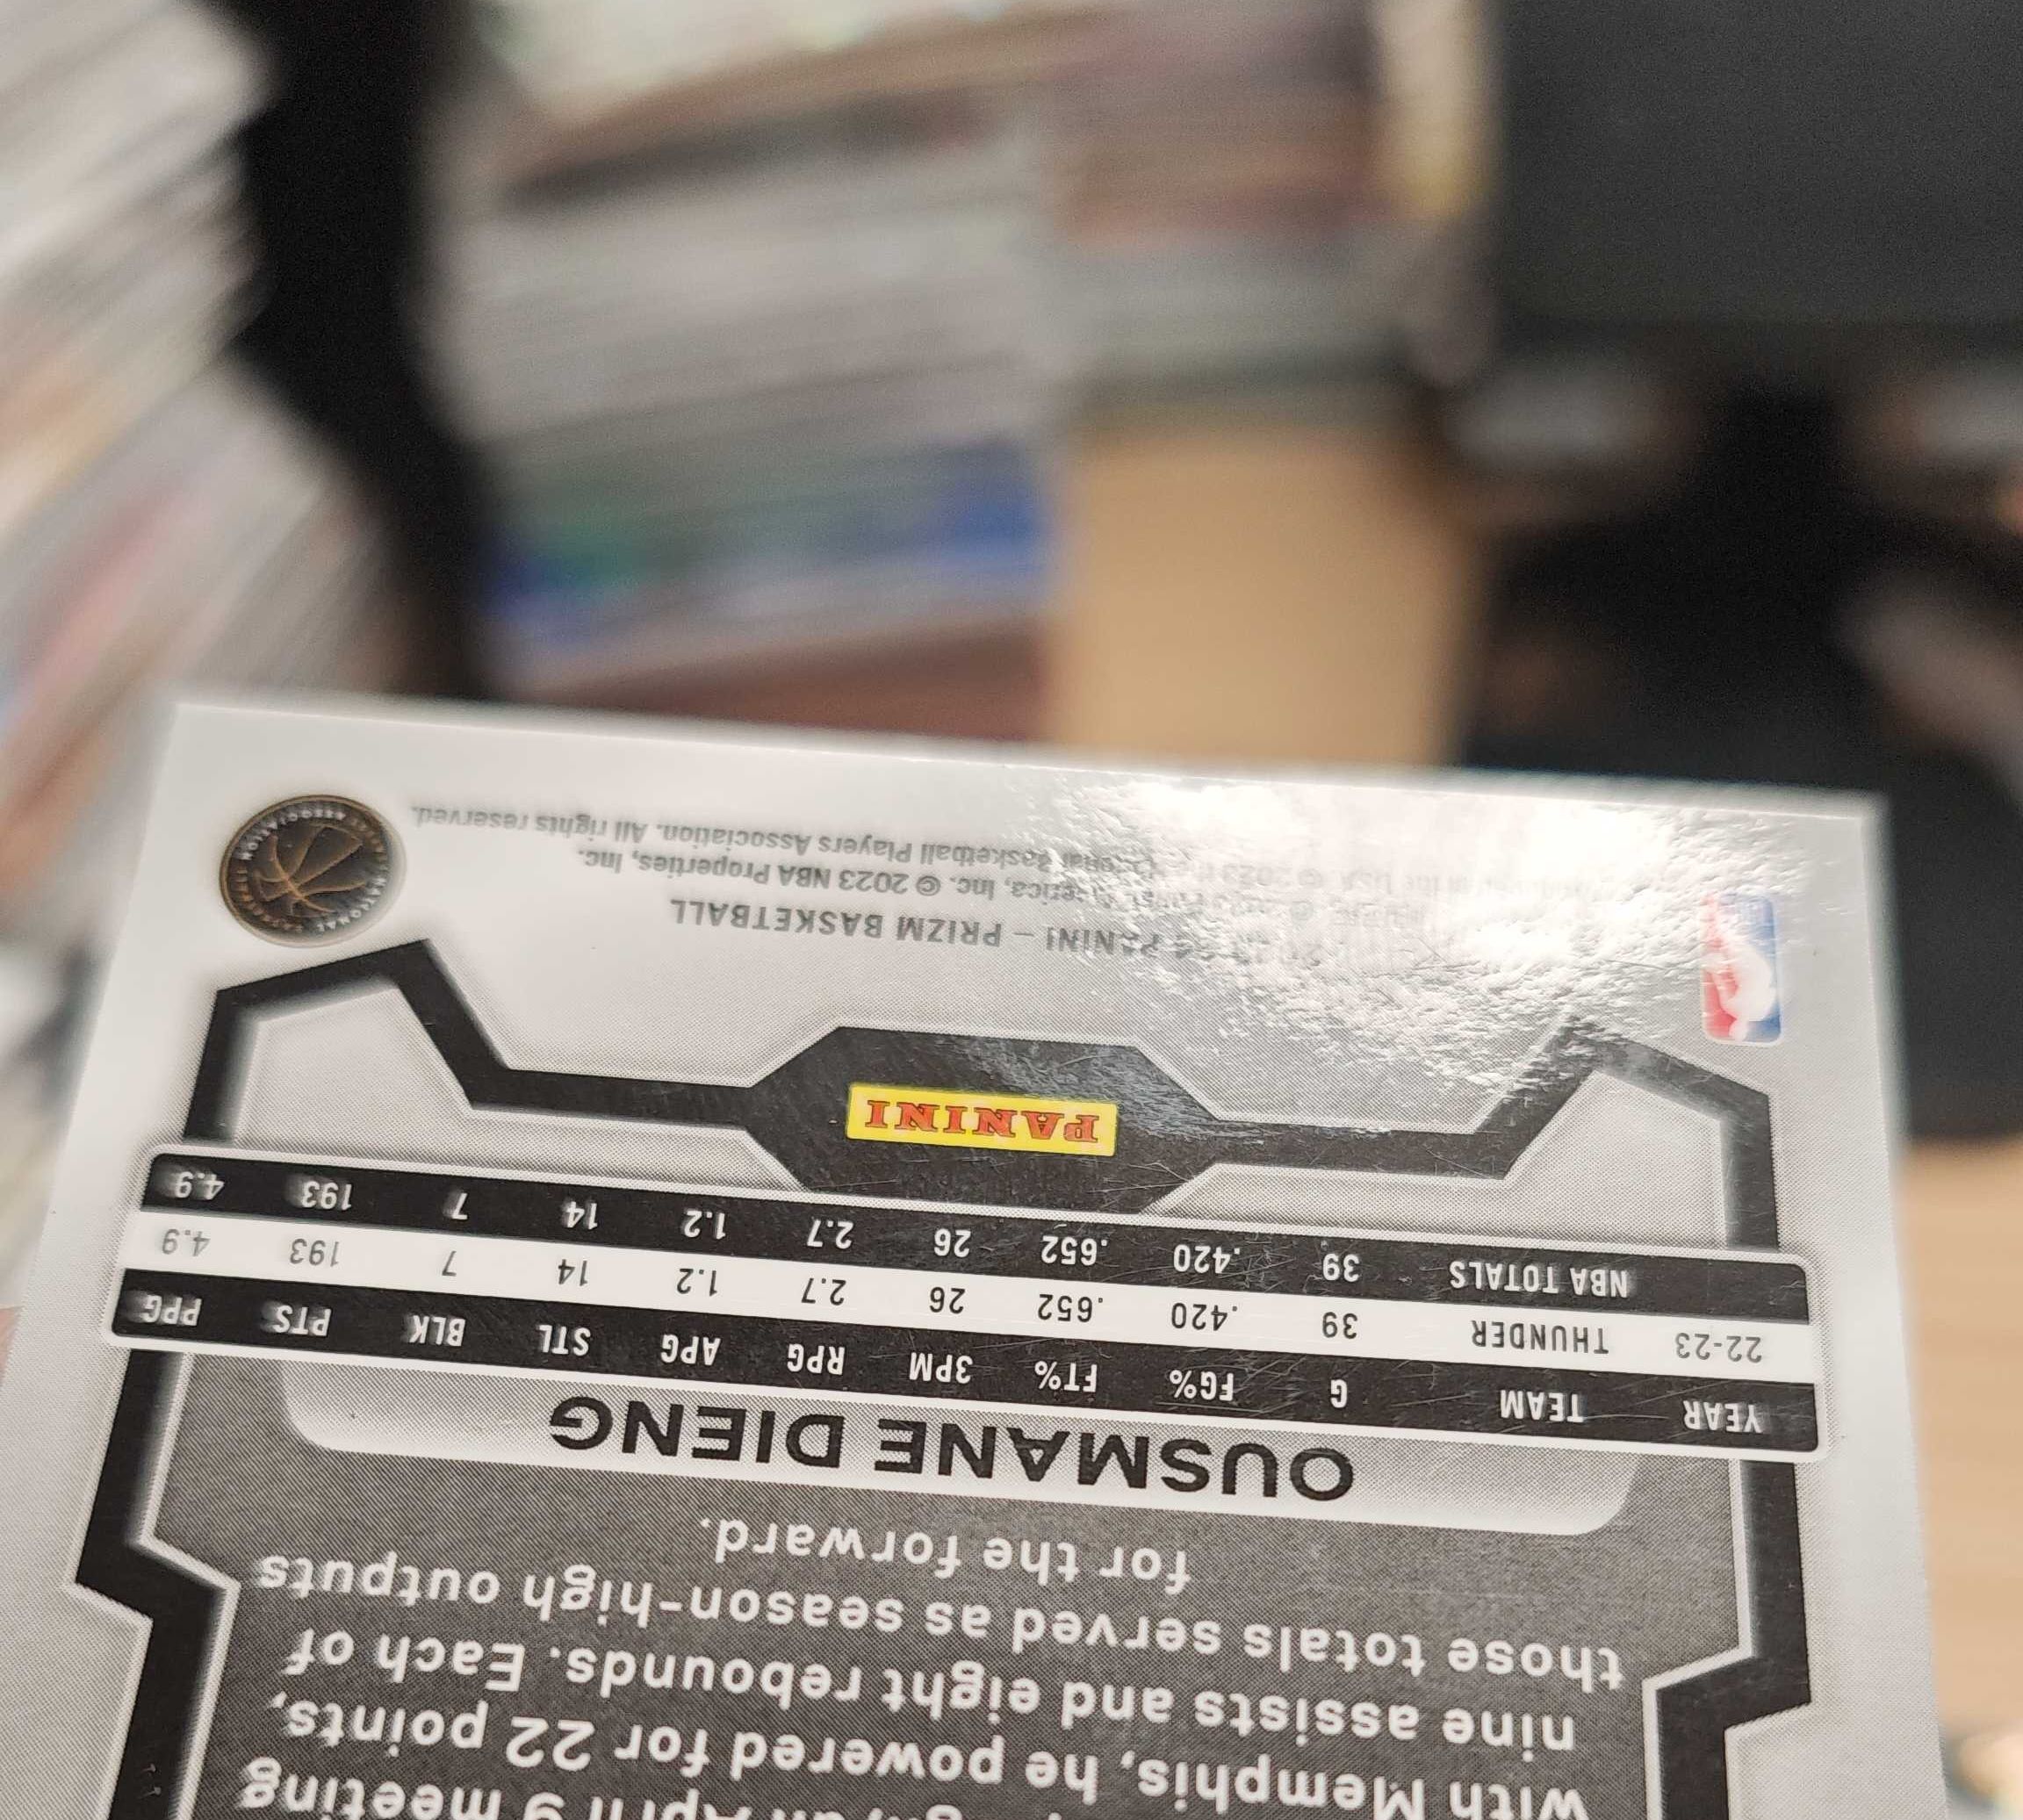 April 9 meeting
with Memphis, he powered for 22 points,
nine assists and eight rebounds. Each of
those totals served as season-high outputs
for the forward.
OUSMANE DIENG
YEAR TEAM G FG% FT% 3PM RPG APG STL BLK PTS PPG
22-23 THUNDER 39 .420 .652 26 2.7 1.2 14 7 193 4.9
NBA TOTALS 39 .420 .652 26 2.7 1.2 14 7 193 4.9
PANINI
PANINI – PRIZM BASKETBALL
Inc. © 2023 NBA Properties, Inc.
© 2023 Basketball Players Association. All rights reserved.